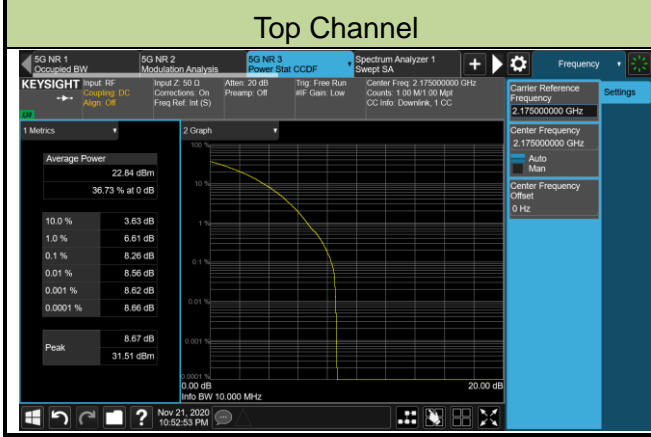 Top Channel
5G NR 1
Occupied BW
5G NR 2
Modulation Analysis
5G NR 3
Power Stat CCDF
Spectrum Analyzer 1
Swept SA
Frequency
KEYSIGHT
Input: RF
Coupling: DC
Align: Off
Input Z: 50 Ω
Corrections: On
Freq Ref: Int (S)
Atten: 20 dB
Preamp: Off
Trig: Free Run
#IF Gain: Low
Center Freq: 2.175000000 GHz
Counts: 1.00 M/1.00 Mpt
CC Info: Downlink, 1 CC
Carrier Reference
Frequency
2.175000000 GHz
Settings
Center Frequency
2.175000000 GHz
Auto
Man
Center Frequency
Offset
0 Hz
1 Metrics
Average Power
22.84 dBm
36.73 % at 0 dB
10.0 % 3.63 dB
1.0 % 6.61 dB
0.1 % 8.26 dB
0.01 % 8.56 dB
0.001 % 8.62 dB
0.0001 % 8.66 dB
Peak
8.67 dB
31.51 dBm
2 Graph
100 %
10 %
1 %
0.1 %
0.01 %
0.001 %
0.0001 %
0.00 dB 20.00 dB
Info BW 10.000 MHz
?
Nov 21, 2020
10:52:53 PM